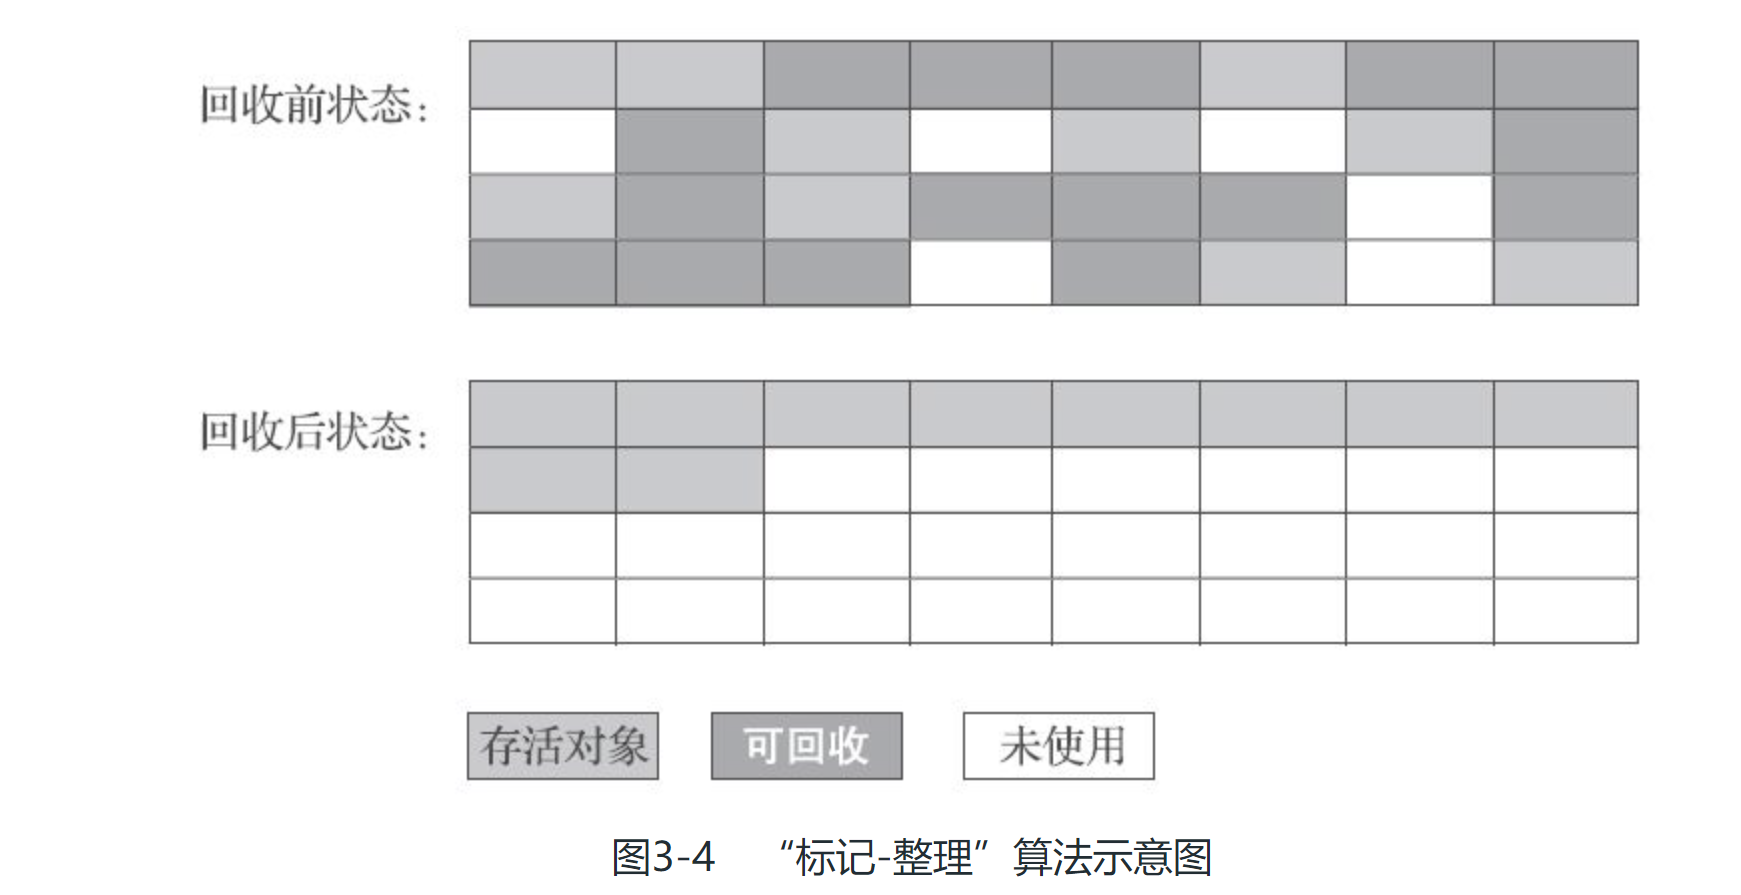 回收前状态：
回收后状态：
存活对象
可回收
未使用
图3-4 “标记-整理”算法示意图